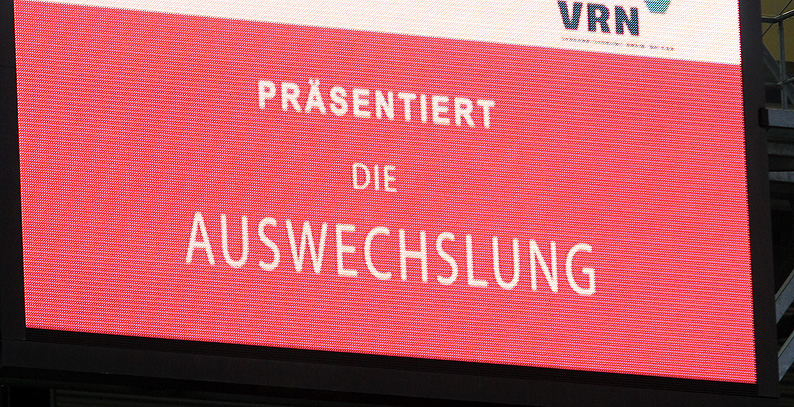 VRN
PRÄSENTIERT
DIE
AUSWECHSLUNG